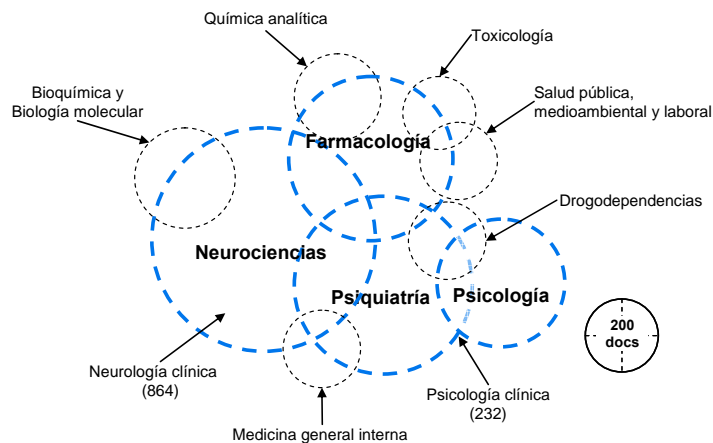 Química analítica
Toxicología
Bioquímica y
Biología molecular
Salud pública,
medioambiental y laboral
Farmacología
Drogodependencias
Neurociencias
Psiquiatría
Psicología
200
docs
Neurología clínica
(864)
Psicología clínica
(232)
Medicina general interna